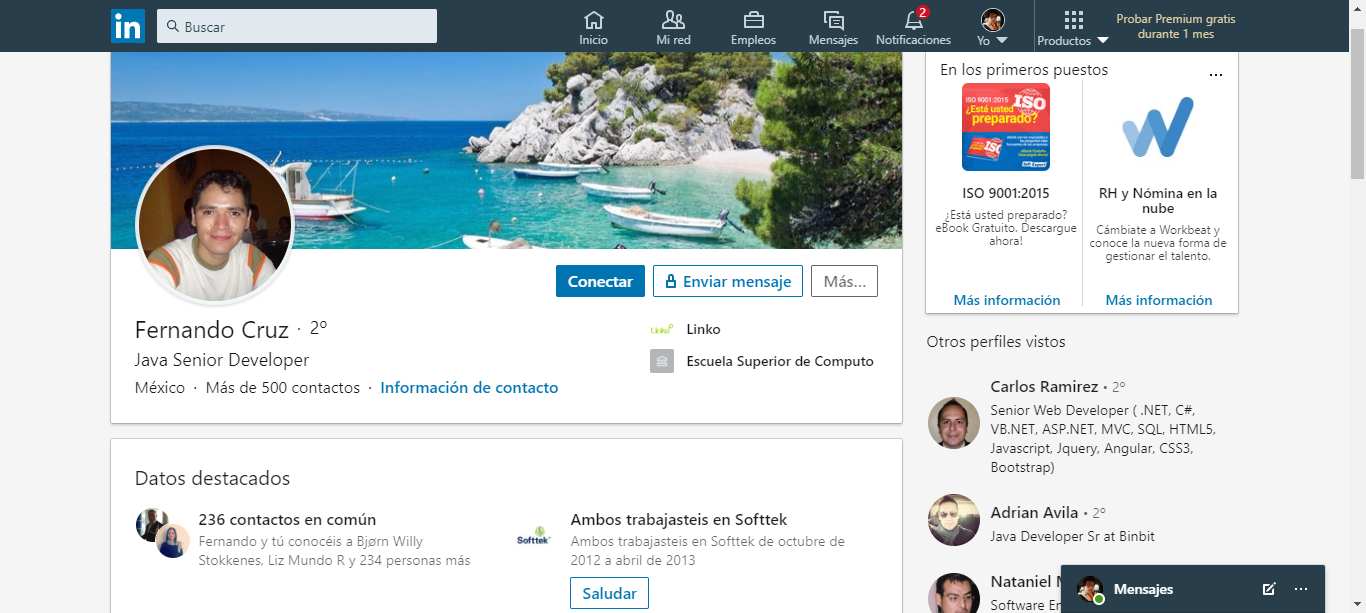 in
Buscar
Inicio
Mi red
Empleos
Mensajes
2
Notificaciones
Yo
Productos
Probar Premium gratis
durante 1 mes
Conectar
Enviar mensaje
Más...
Fernando Cruz · 2º
Java Senior Developer
México · Más de 500 contactos · Información de contacto
Linko
Linko
Escuela Superior de Computo
Datos destacados
236 contactos en común
Fernando y tú conocéis a Bjørn Willy
Stokkenes, Liz Mundo R y 234 personas más
Softtek
Ambos trabajasteis en Softtek
Ambos trabajasteis en Softtek de octubre de
2012 a abril de 2013
Saludar
En los primeros puestos
...
ISO 9001:2015
¿Está usted
preparado?
ISO
ISO 9001:2015
¿Está usted preparado?
eBook Gratuito. Descargue
ahora!
Más información
RH y Nómina en la
nube
Cámbiate a Workbeat y
conoce la nueva forma de
gestionar el talento.
Más información
Otros perfiles vistos
Carlos Ramirez • 2º
Senior Web Developer ( .NET, C#,
VB.NET, ASP.NET, MVC, SQL, HTML5,
Javascript, Jquery, Angular, CSS3,
Bootstrap)
Adrian Avila • 2º
Java Developer Sr at Binbit
Nataniel
Software
Mensajes
...